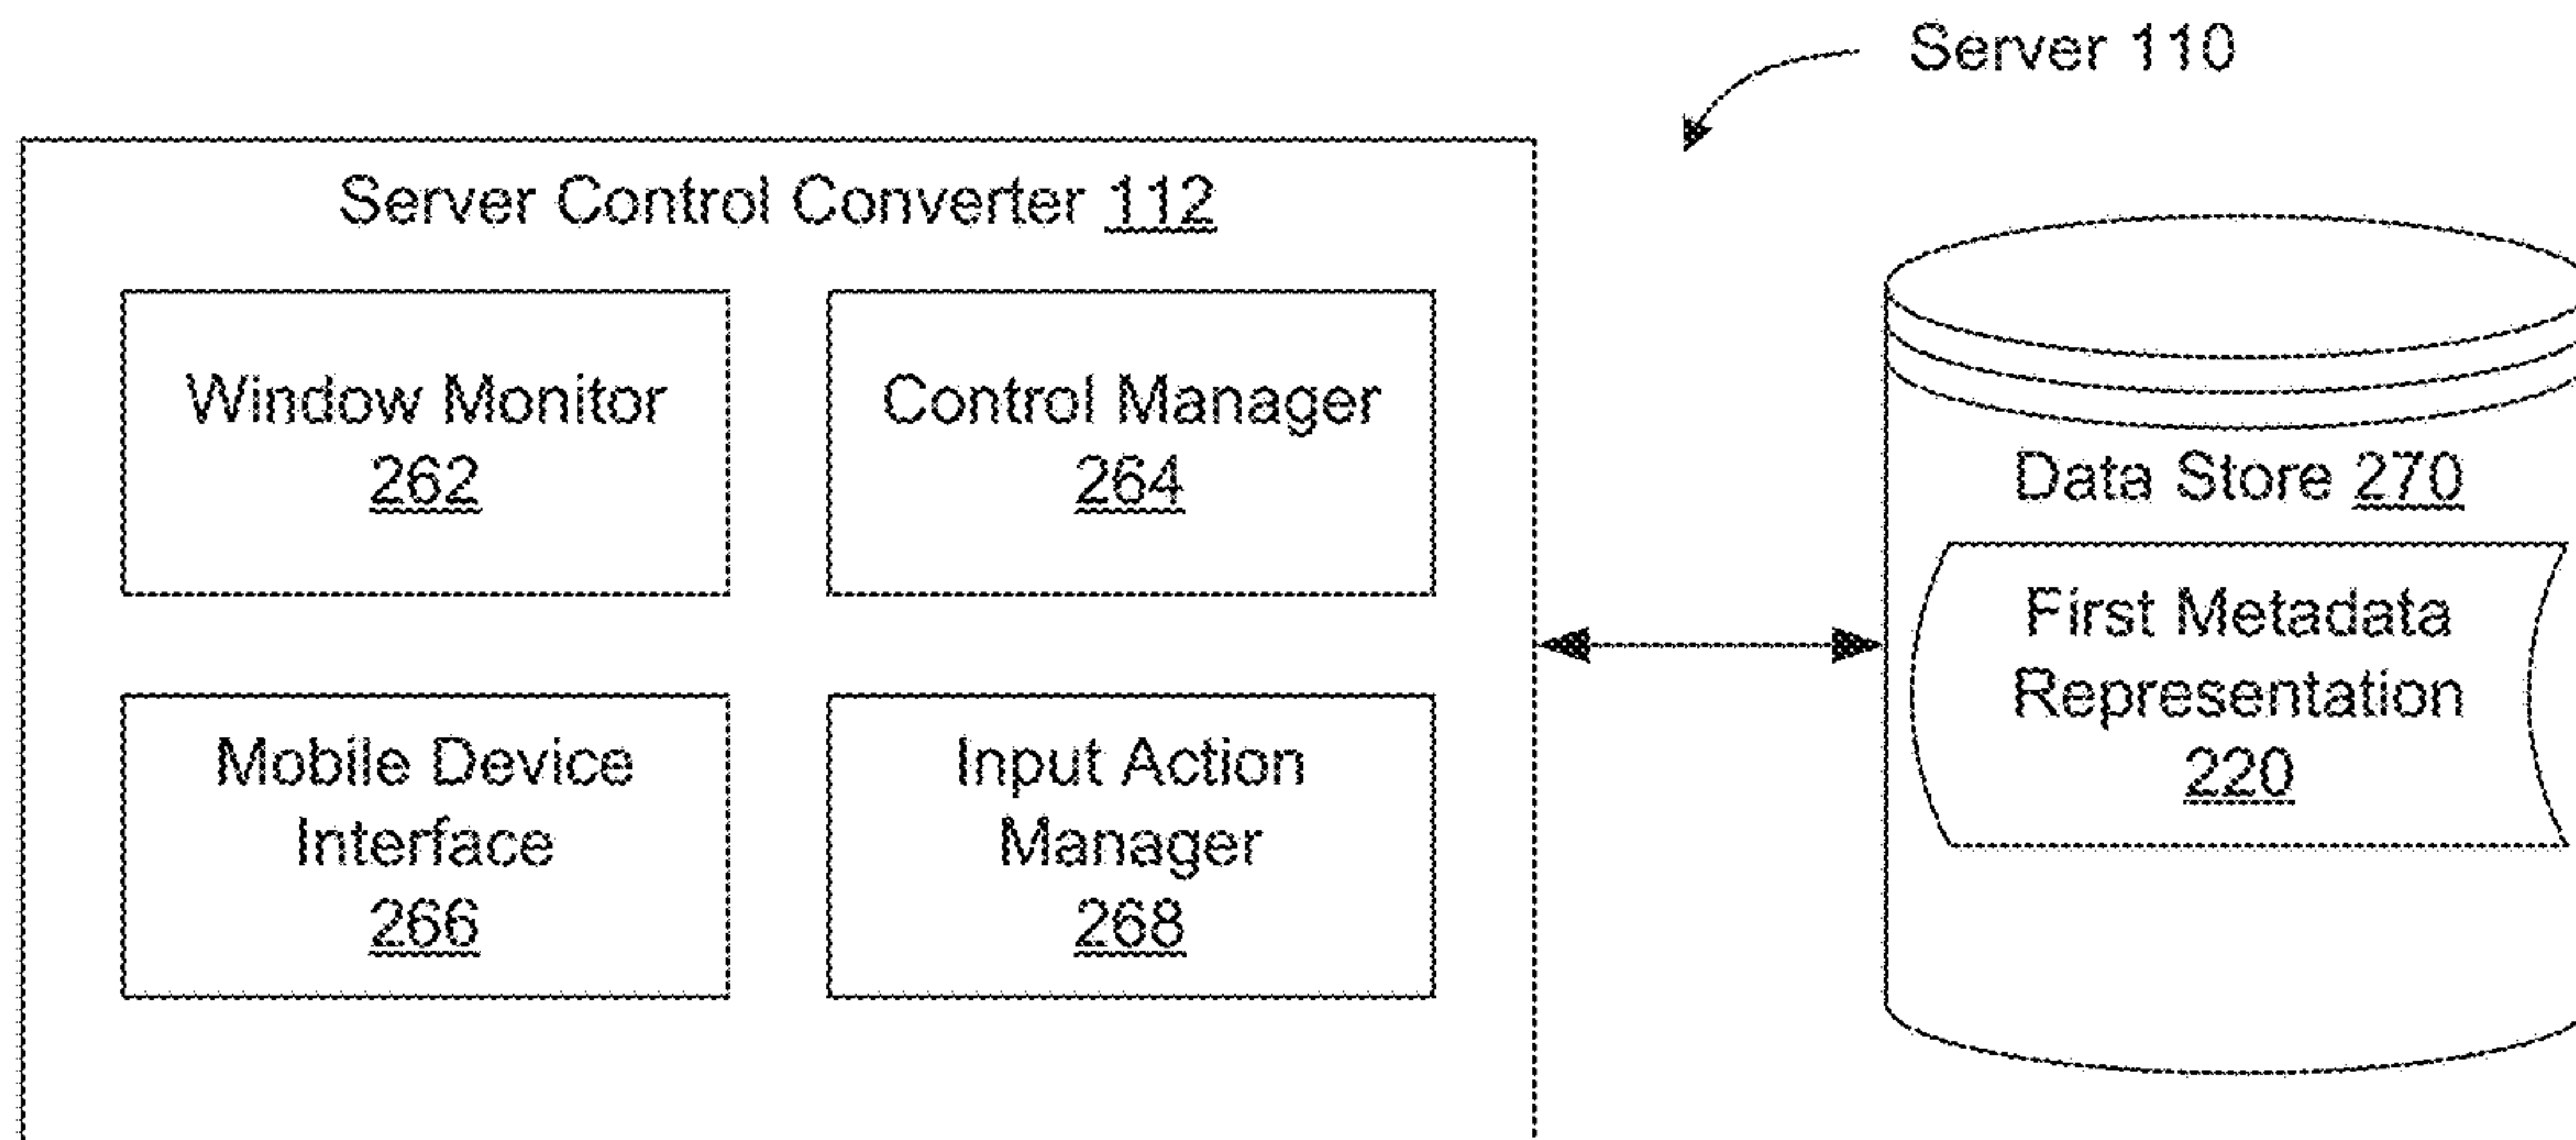 Server 110
Server Control Converter 112
Window Monitor
262
Control Manager
264
Mobile Device
Interface
266
Input Action
Manager
268
Data Store 270
First Metadata
Representation
220